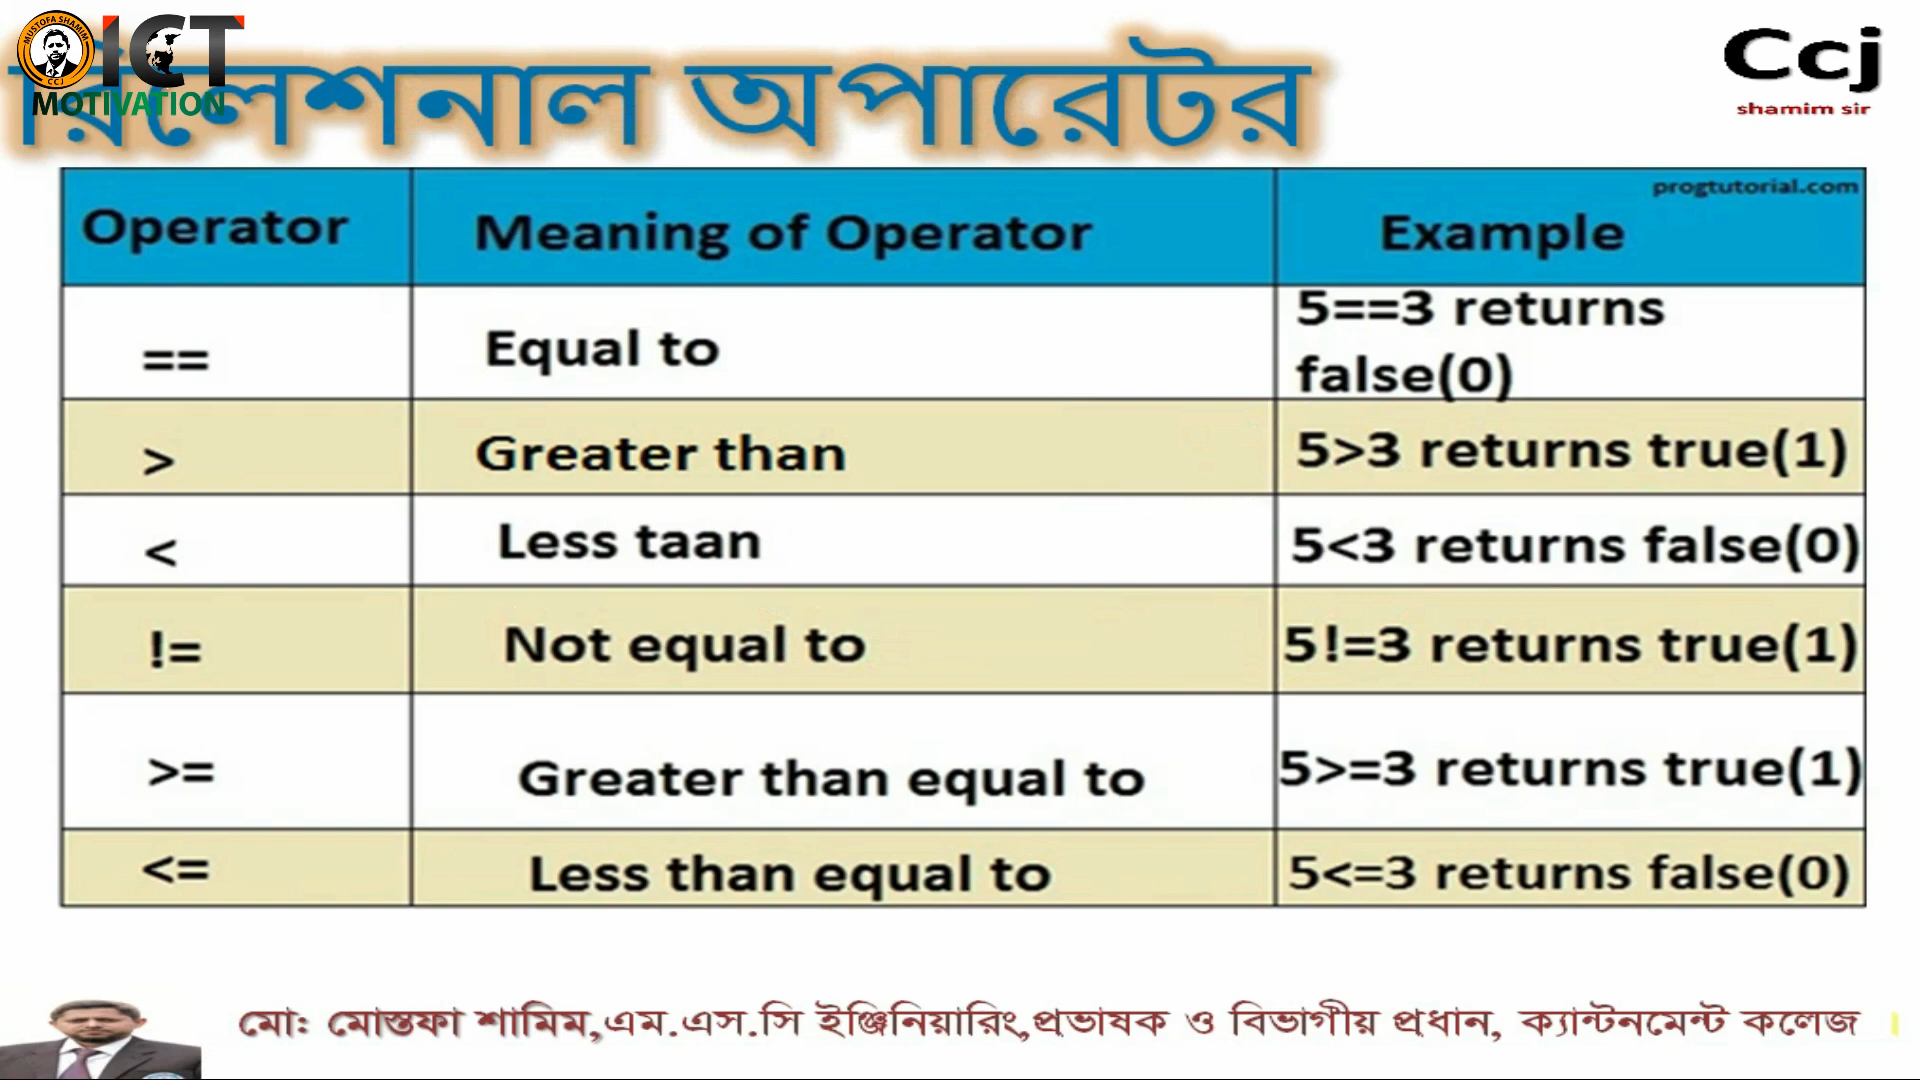 MUSTOFA SHAMIM
CCJ
ICT
MOTIVATION
রিলেশনাল অপারেটর
Ccj
shamim sir
progtutorial.com
Operator Meaning of Operator Example
== Equal to 5==3 returns
false(0)
> Greater than 5>3 returns true(1)
< Less taan 5<3 returns false(0)
!= Not equal to 5!=3 returns true(1)
>= Greater than equal to 5>=3 returns true(1)
<= Less than equal to 5<=3 returns false(0)
মো: মোস্তফা শামিম,এম.এস.সি ইঞ্জিনিয়ারিং,প্রভাষক ও বিভাগীয় প্রধান, ক্যান্টনমেন্ট কলেজ